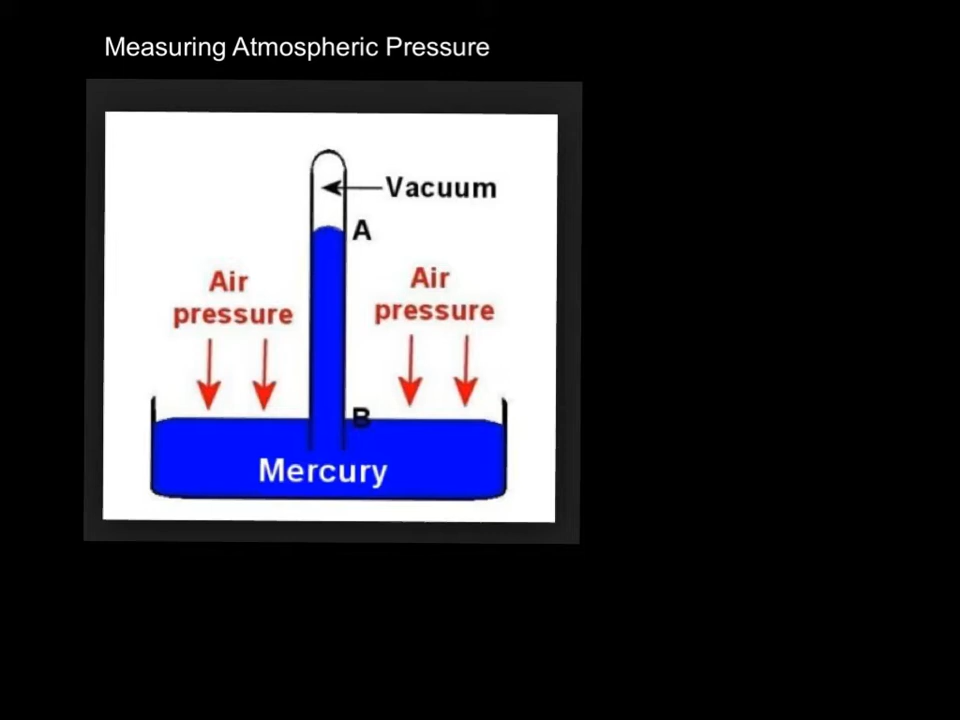 Measuring Atmospheric Pressure
Vacuum
A
Air
pressure
Air
pressure
B
Mercury